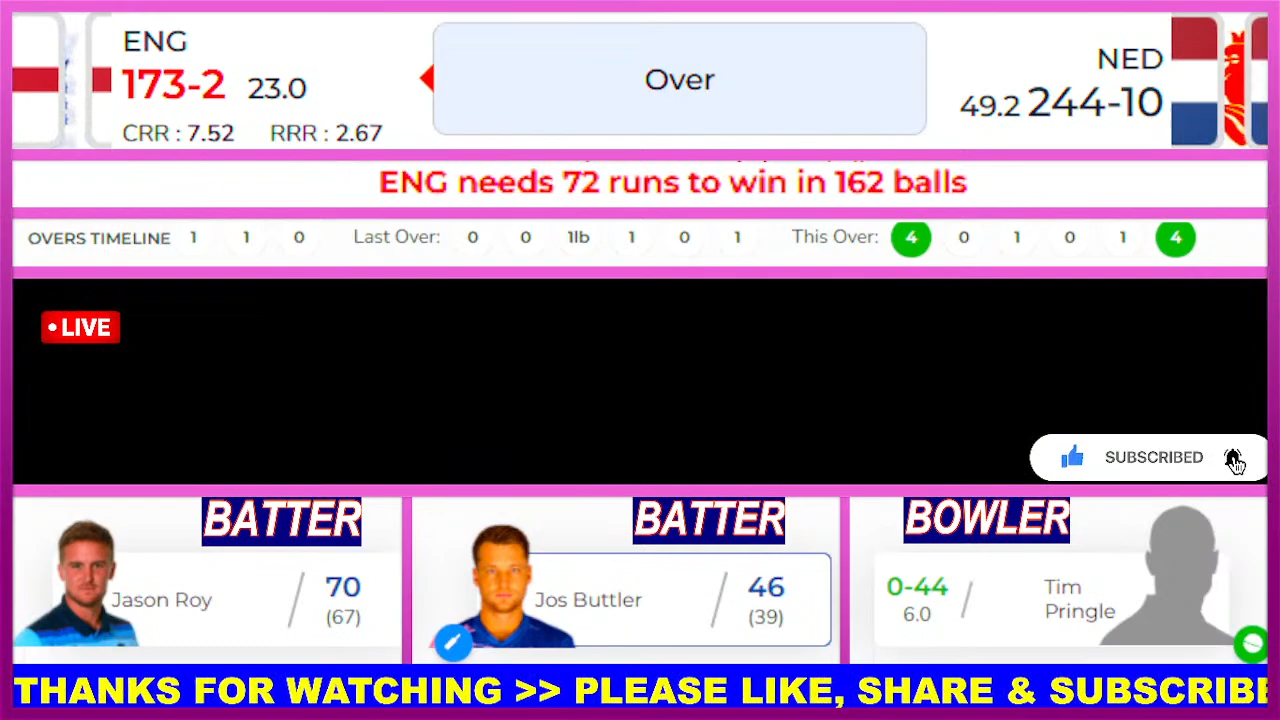 ENG
173-2 23.0
CRR : 7.52 RRR : 2.67
Over
NED
49.2 244-10
ENG needs 72 runs to win in 162 balls
OVERS TIMELINE 1 1 0 Last Over: 0 0 1lb 1 0 1 This Over: 4 0 1 0 1 4
• LIVE
SUBSCRIBED
BATTER
Jason Roy
70
(67)
BATTER
Jos Buttler
46
(39)
BOWLER
0-44
6.0
Tim
Pringle
THANKS FOR WATCHING >> PLEASE LIKE, SHARE & SUBSCRIBE